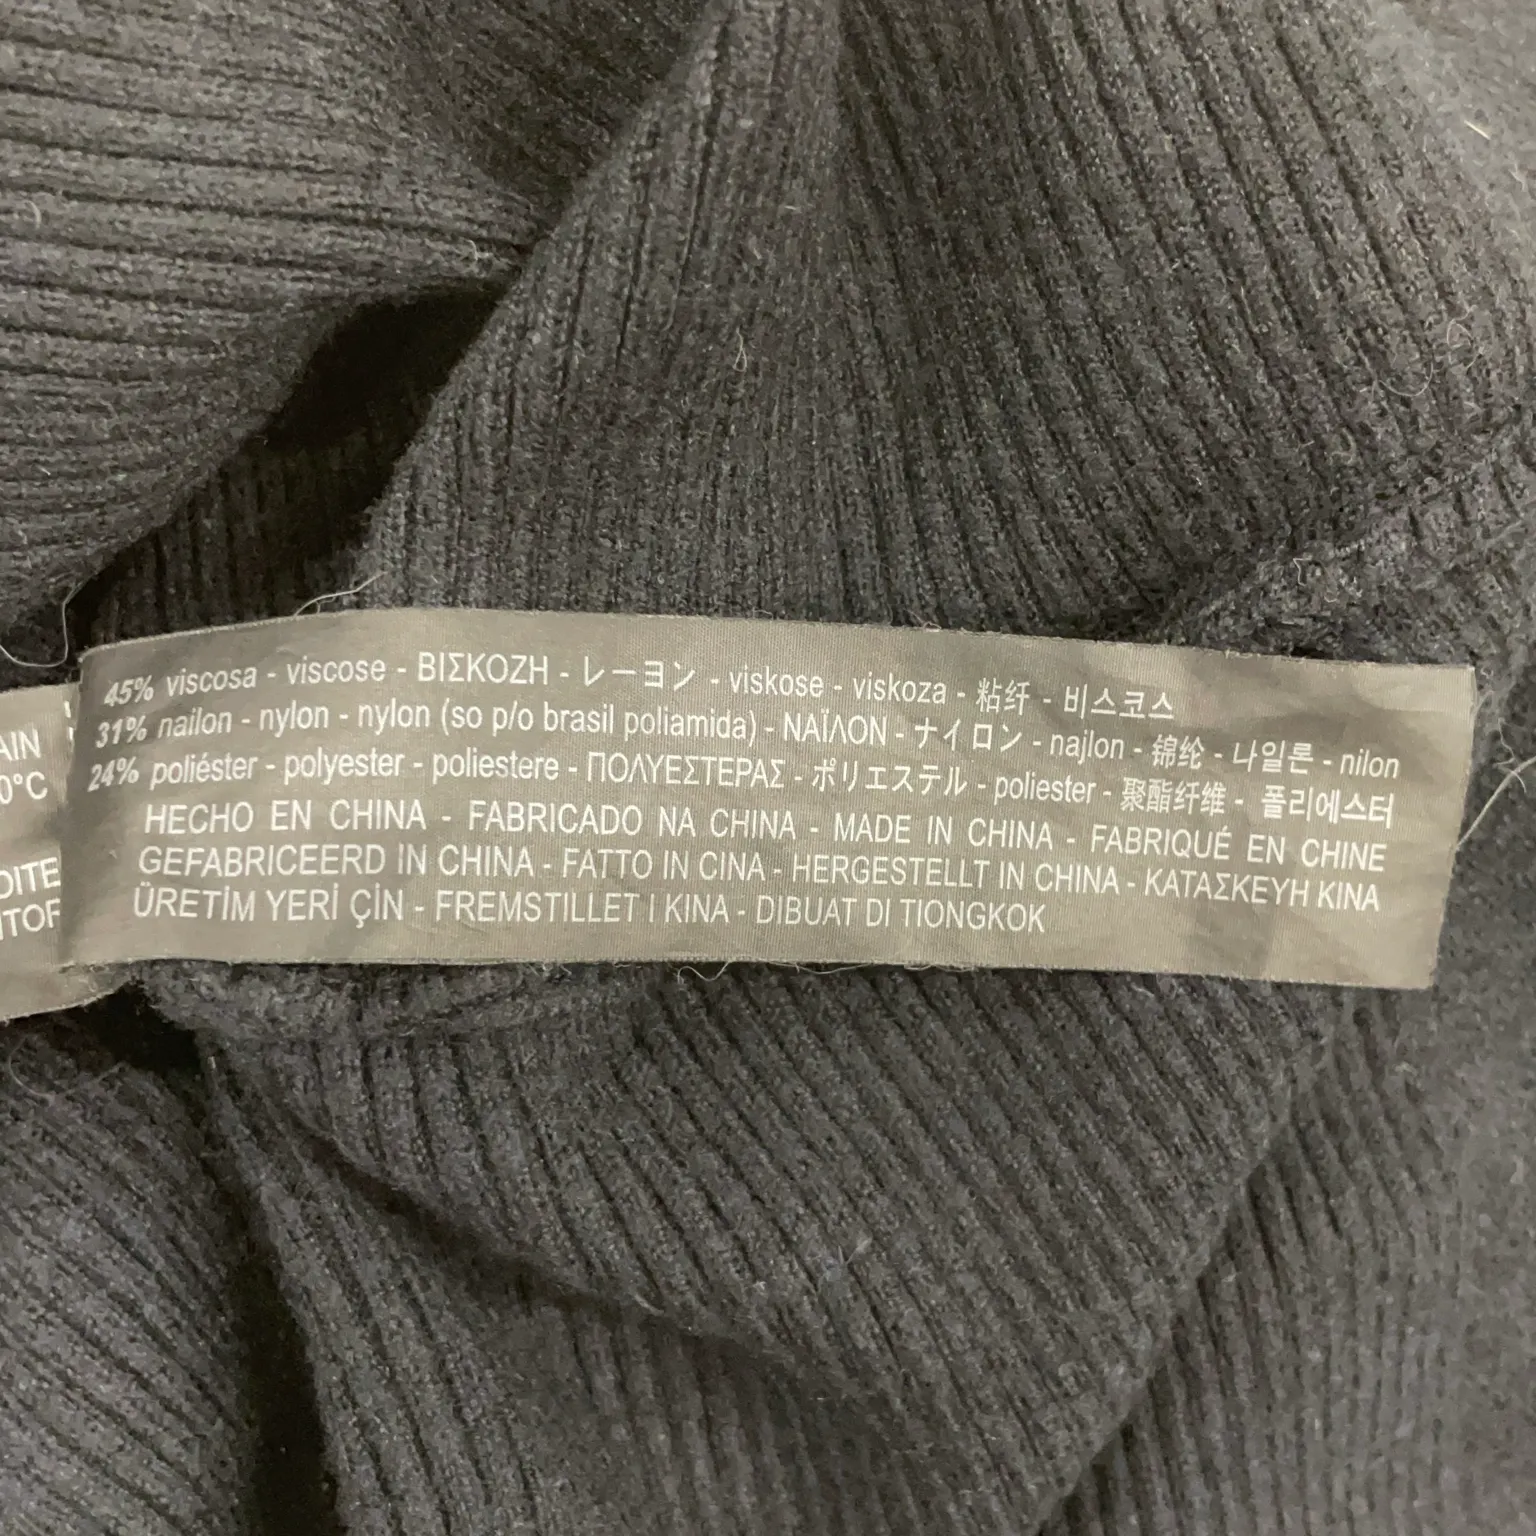 45% viscosa - viscose - ΒΙΣΚΟΖΗ - レーヨン - viskose - viskoza - 粘纤 - 비스코스
31% nailon - nylon - nylon (so p/o brasil poliamida) - ΝΑΪΛΟΝ - ナイロン - najlon - 锦纶 - 나일론 - nilon
24% poliéster - polyester - poliestere - ΠΟΛΥΕΣΤΕΡΑΣ - ポリエステル - poliester - 聚酯纤维 - 폴리에스터
HECHO EN CHINA - FABRICADO NA CHINA - MADE IN CHINA - FABRIQUÉ EN CHINE
GEFABRICEERD IN CHINA - FATTO IN CINA - HERGESTELLT IN CHINA - ΚΑΤΑΣΚΕΥΗ ΚΙΝΑ
ÜRETİM YERİ ÇİN - FREMSTILLET I KINA - DIBUAT DI TIONGKOK